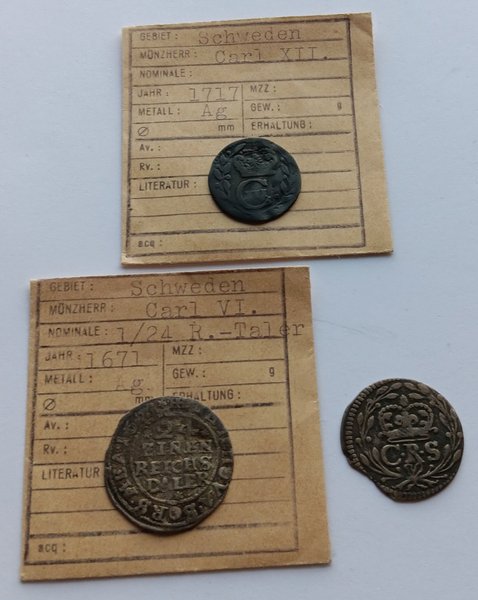 GEBIET: Schweden
MÜNZHERR: Carl XII.
NOMINALE:
JAHR: 1717 MZZ:
METALL: Ag GEW.: g
Ø mm ERHALTUNG:
Av.:
Rv.:
LITERATUR:
acq:
C
GEBIET: Schweden
MÜNZHERR: Carl VI.
NOMINALE: 1/24 R.-Taler
JAHR: 1671 MZZ:
METALL: Ag GEW.: g
Ø mm ERHALTUNG:
Av.:
Rv.:
LITERATUR
acq:
EINEN
REICHS
DALER
C·R·S